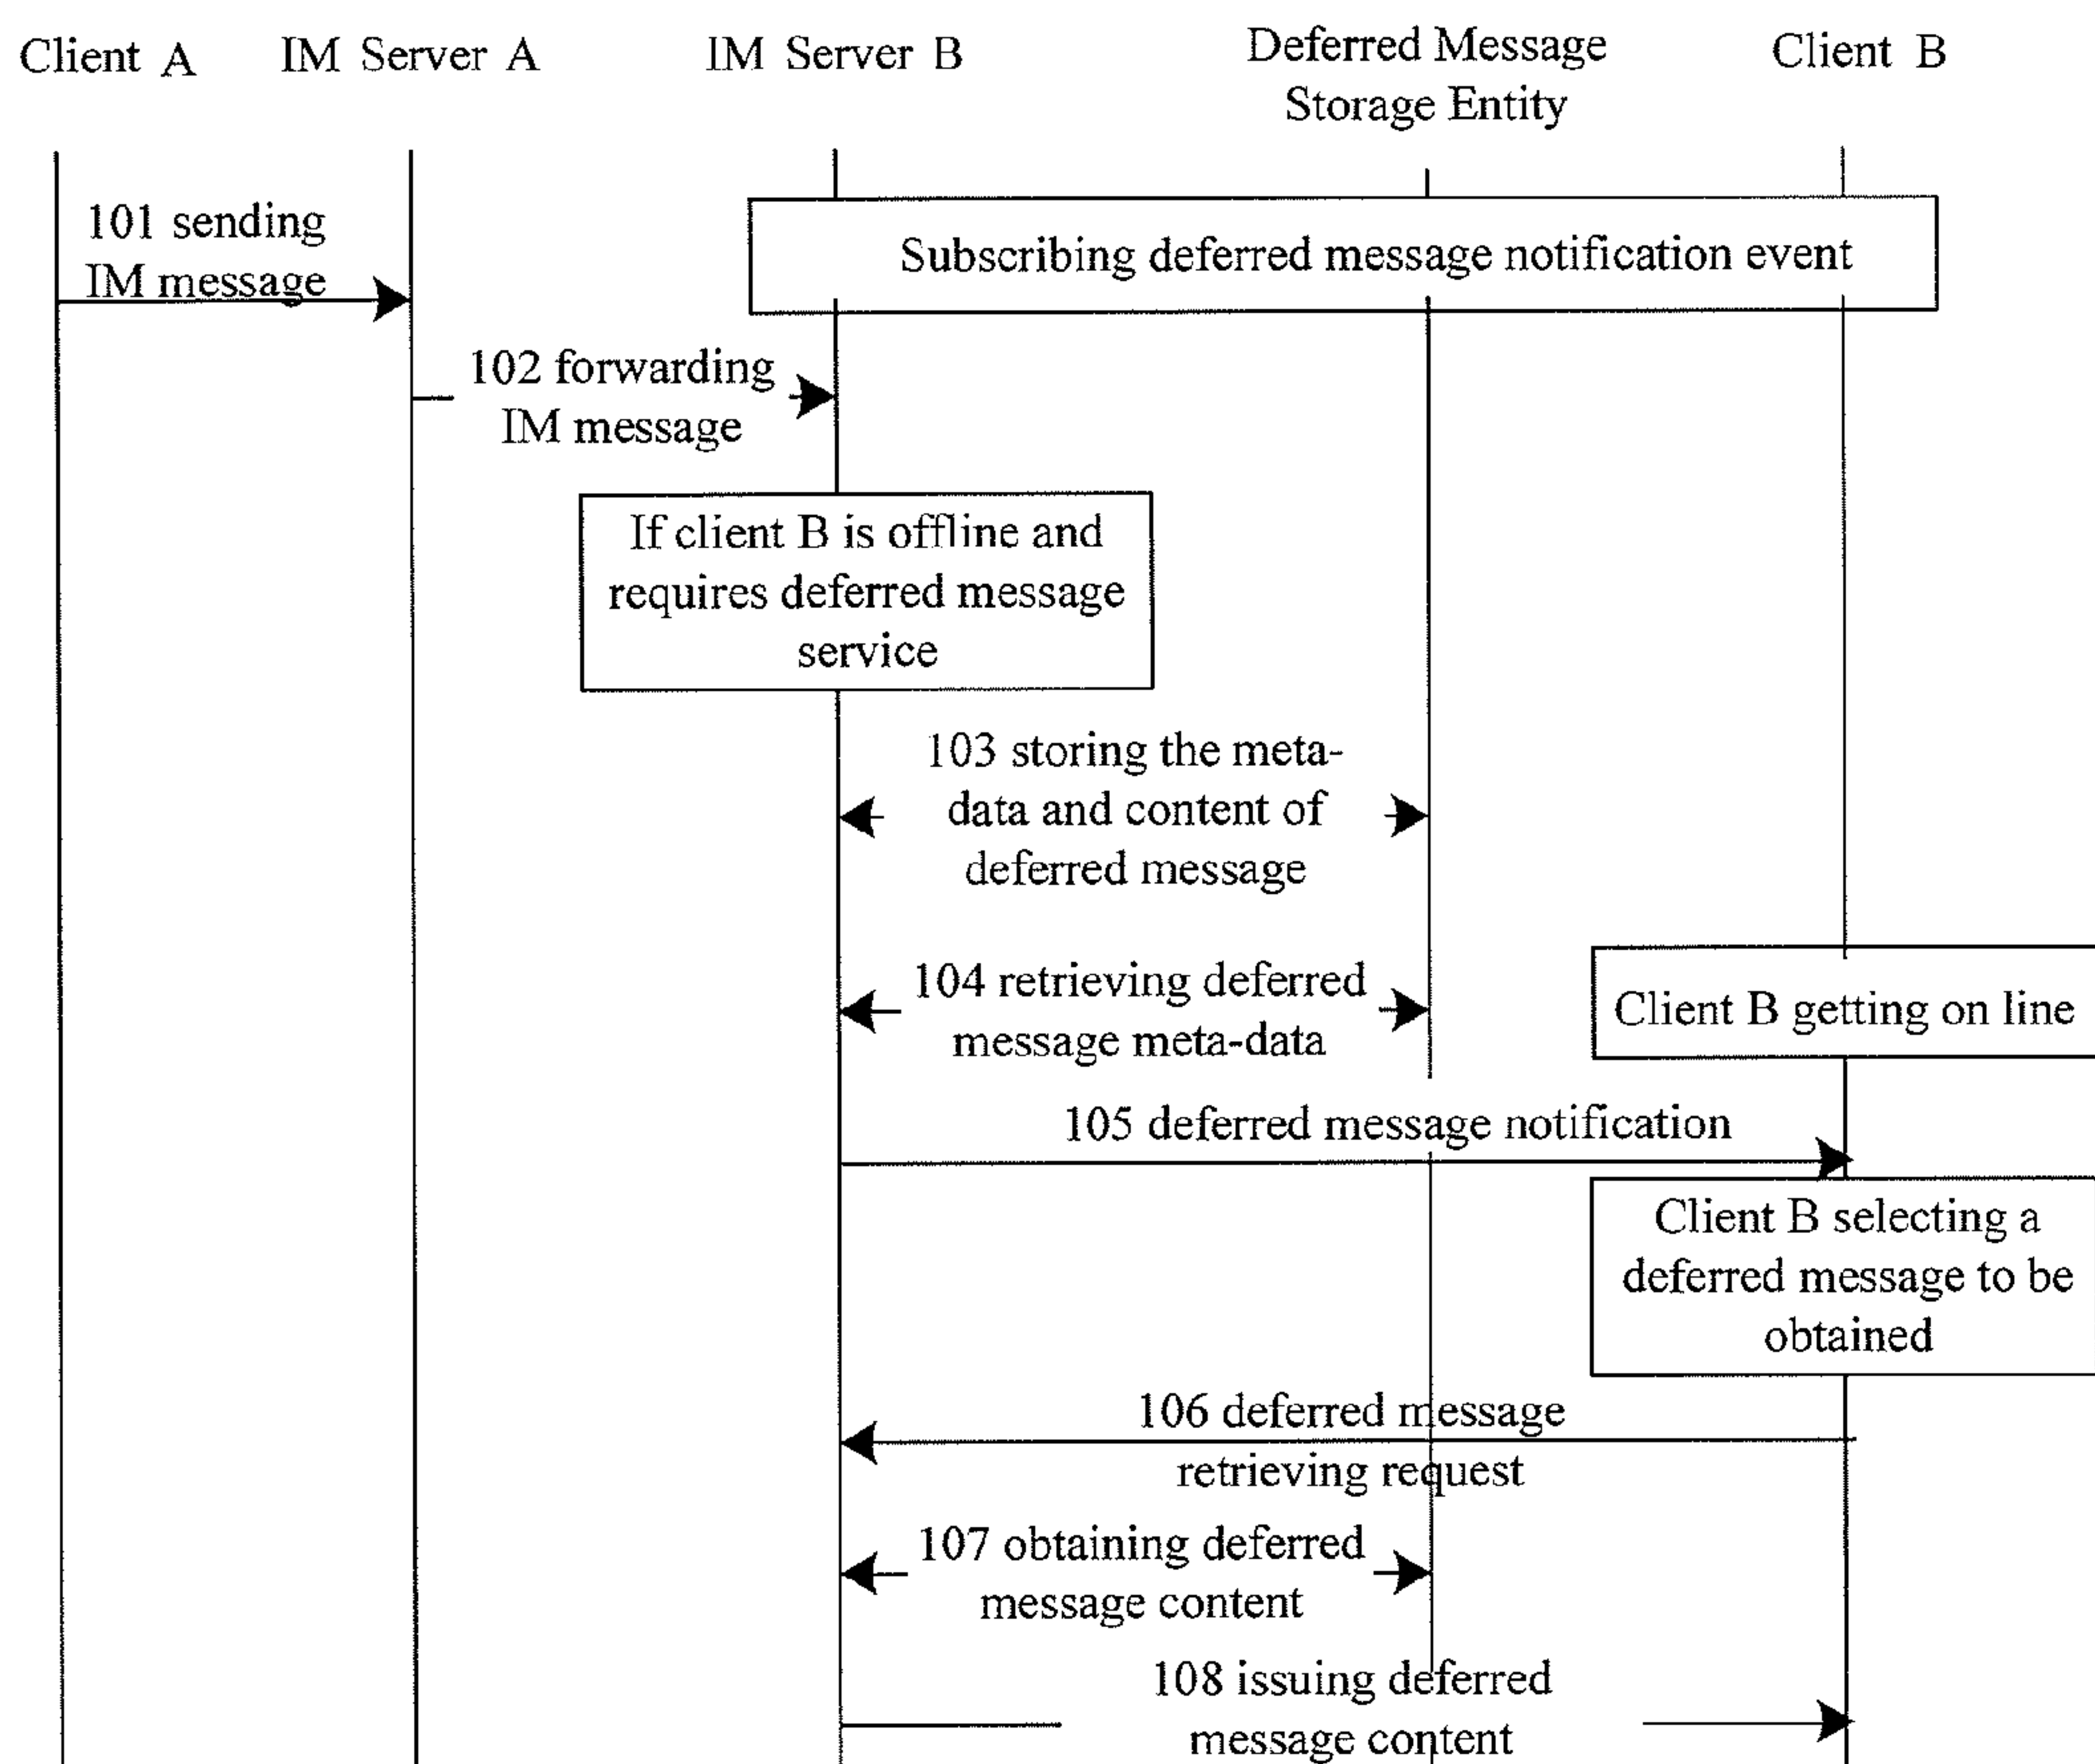 Client A
IM Server A
IM Server B
Deferred Message
Storage Entity
Client B
101 sending
IM message
Subscribing deferred message notification event
102 forwarding
IM message
If client B is offline and
requires deferred message
service
103 storing the meta-
data and content of
deferred message
104 retrieving deferred
message meta-data
Client B getting on line
105 deferred message notification
Client B selecting a
deferred message to be
obtained
106 deferred message
retrieving request
107 obtaining deferred
message content
108 issuing deferred
message content